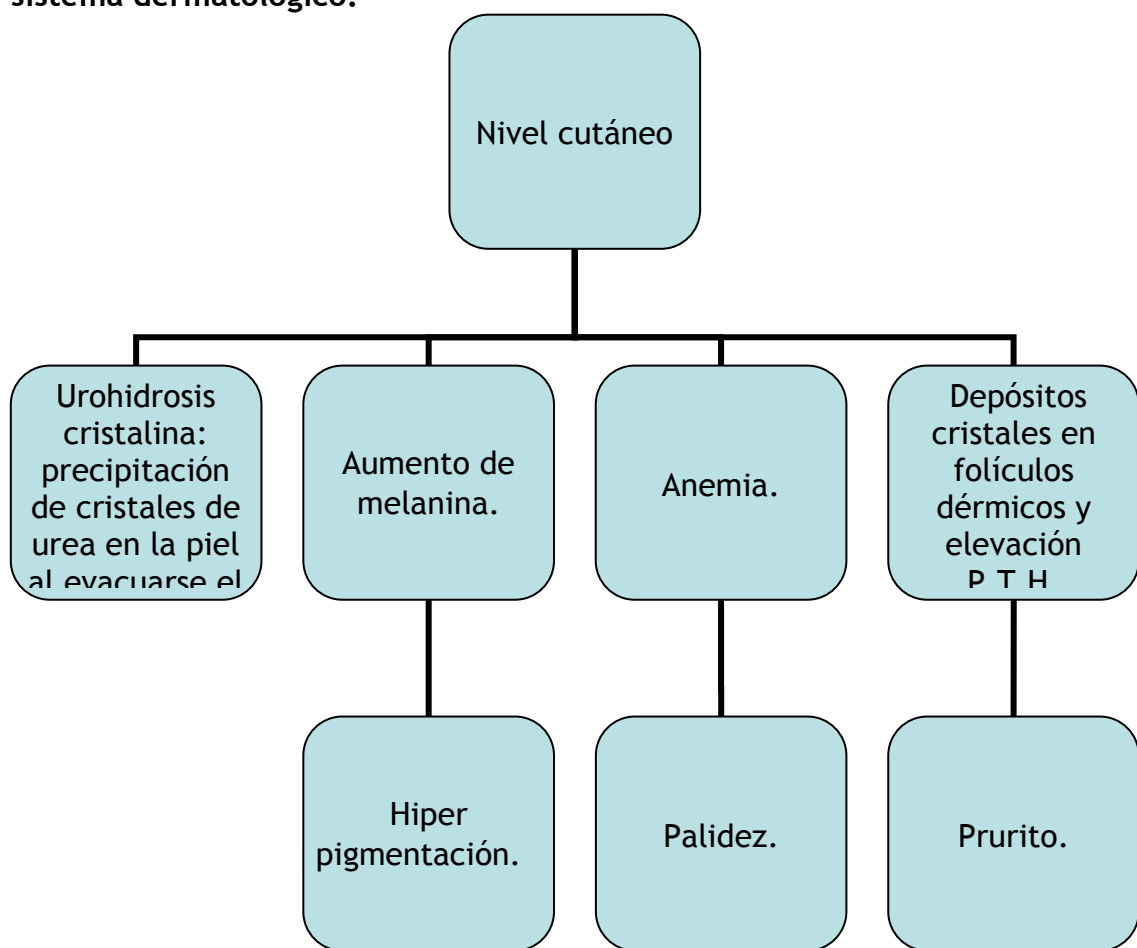 sistema dermatológico.
Nivel cutáneo
Urohidrosis
cristalina:
precipitación
de cristales de
urea en la piel
al evacuarse el
Aumento de
melanina.
Anemia.
Depósitos
cristales en
folículos
dérmicos y
elevación
P T H
Hiper
pigmentación.
Palidez.
Prurito.